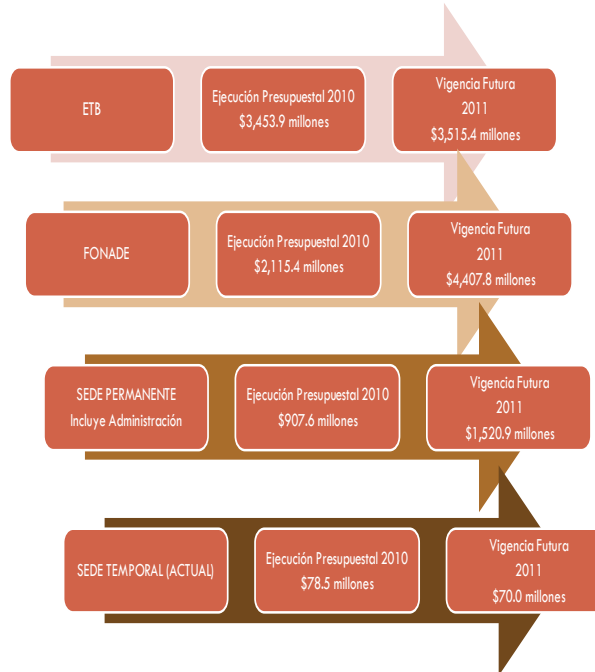 ETB
Ejecución Presupuestal 2010
$3,453.9 millones
Vigencia Futura
2011
$3,515.4 millones
FONADE
Ejecución Presupuestal 2010
$2,115.4 millones
Vigencia Futura
2011
$4,407.8 millones
SEDE PERMANENTE
Incluye Administración
Ejecución Presupuestal 2010
$907.6 millones
Vigencia Futura
2011
$1,520.9 millones
SEDE TEMPORAL (ACTUAL)
Ejecución Presupuestal 2010
$78.5 millones
Vigencia Futura
2011
$70.0 millones